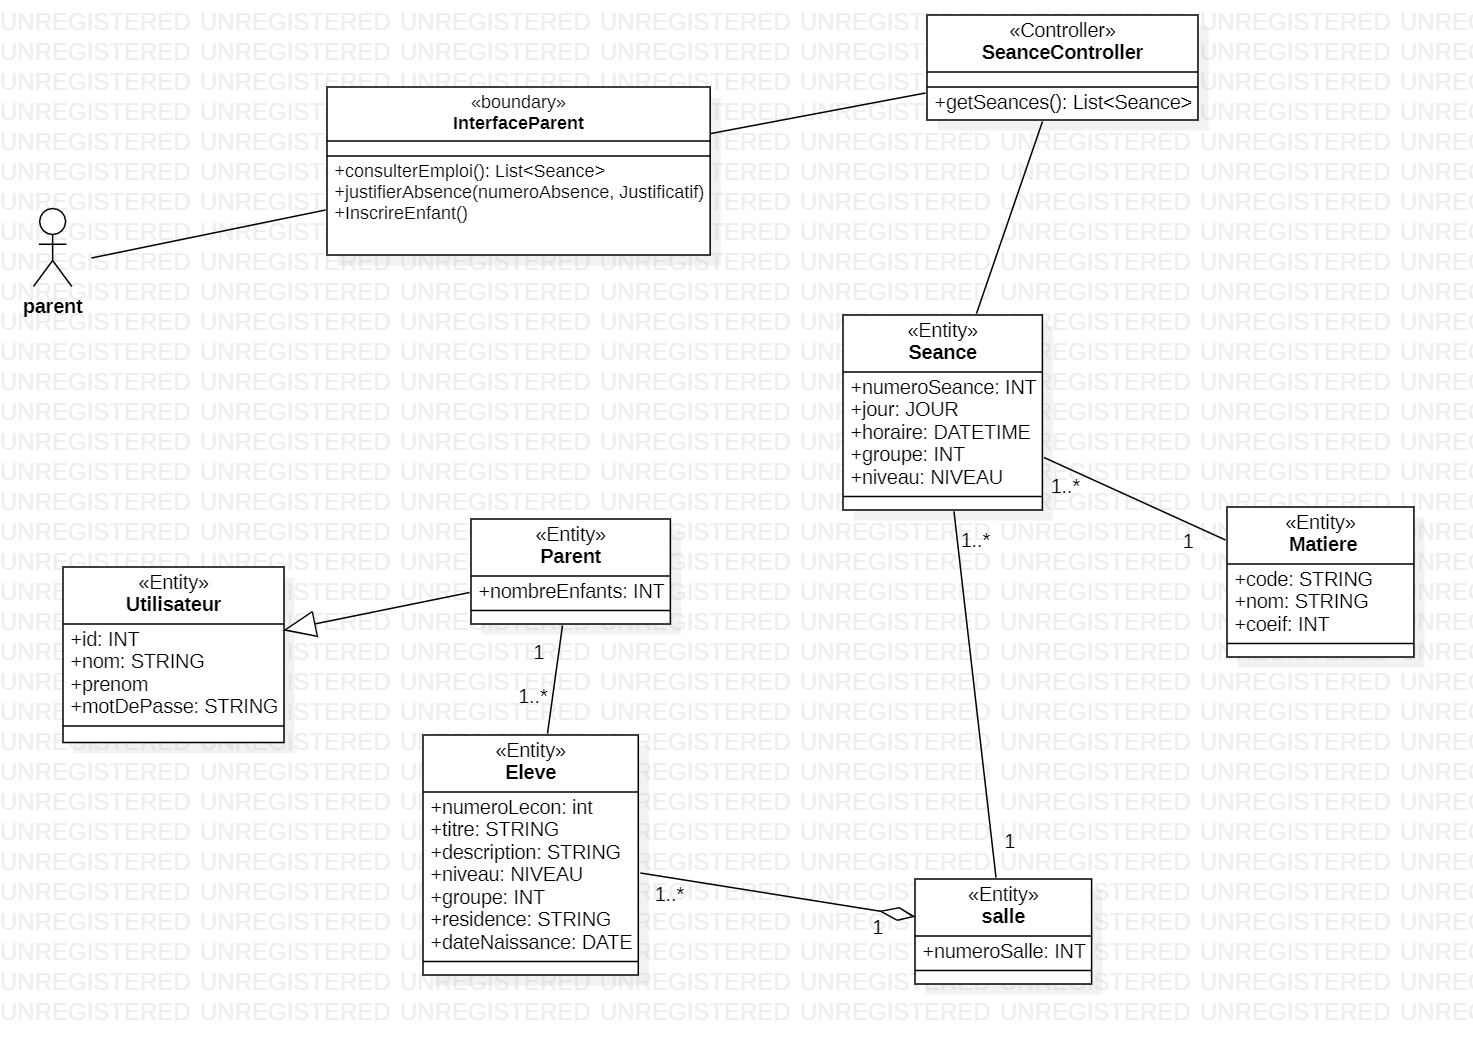 «Controller»
SeanceController
+getSeances(): List<Seance>
«boundary»
InterfaceParent
+consulterEmploi(): List<Seance>
+justifierAbsence(numeroAbsence, Justificatif)
+InscrireEnfant()
parent
«Entity»
Seance
+numeroSeance: INT
+jour: JOUR
+horaire: DATETIME
+groupe: INT
+niveau: NIVEAU
1..*
1
1..*
1
«Entity»
Matiere
+code: STRING
+nom: STRING
+coeif: INT
«Entity»
Parent
+nombreEnfants: INT
«Entity»
Utilisateur
+id: INT
+nom: STRING
+prenom
+motDePasse: STRING
1
1..*
«Entity»
Eleve
+numeroLecon: int
+titre: STRING
+description: STRING
+niveau: NIVEAU
+groupe: INT
+residence: STRING
+dateNaissance: DATE
1..*
1
«Entity»
salle
+numeroSalle: INT
UNREGISTERED